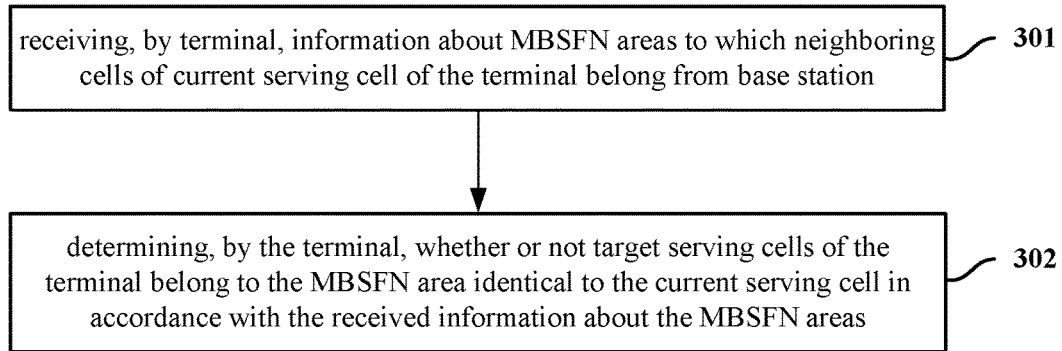 receiving, by terminal, information about MBSFN areas to which neighboring
cells of current serving cell of the terminal belong from base station
301
determining, by the terminal, whether or not target serving cells of the
terminal belong to the MBSFN area identical to the current serving cell in
accordance with the received information about the MBSFN areas
302